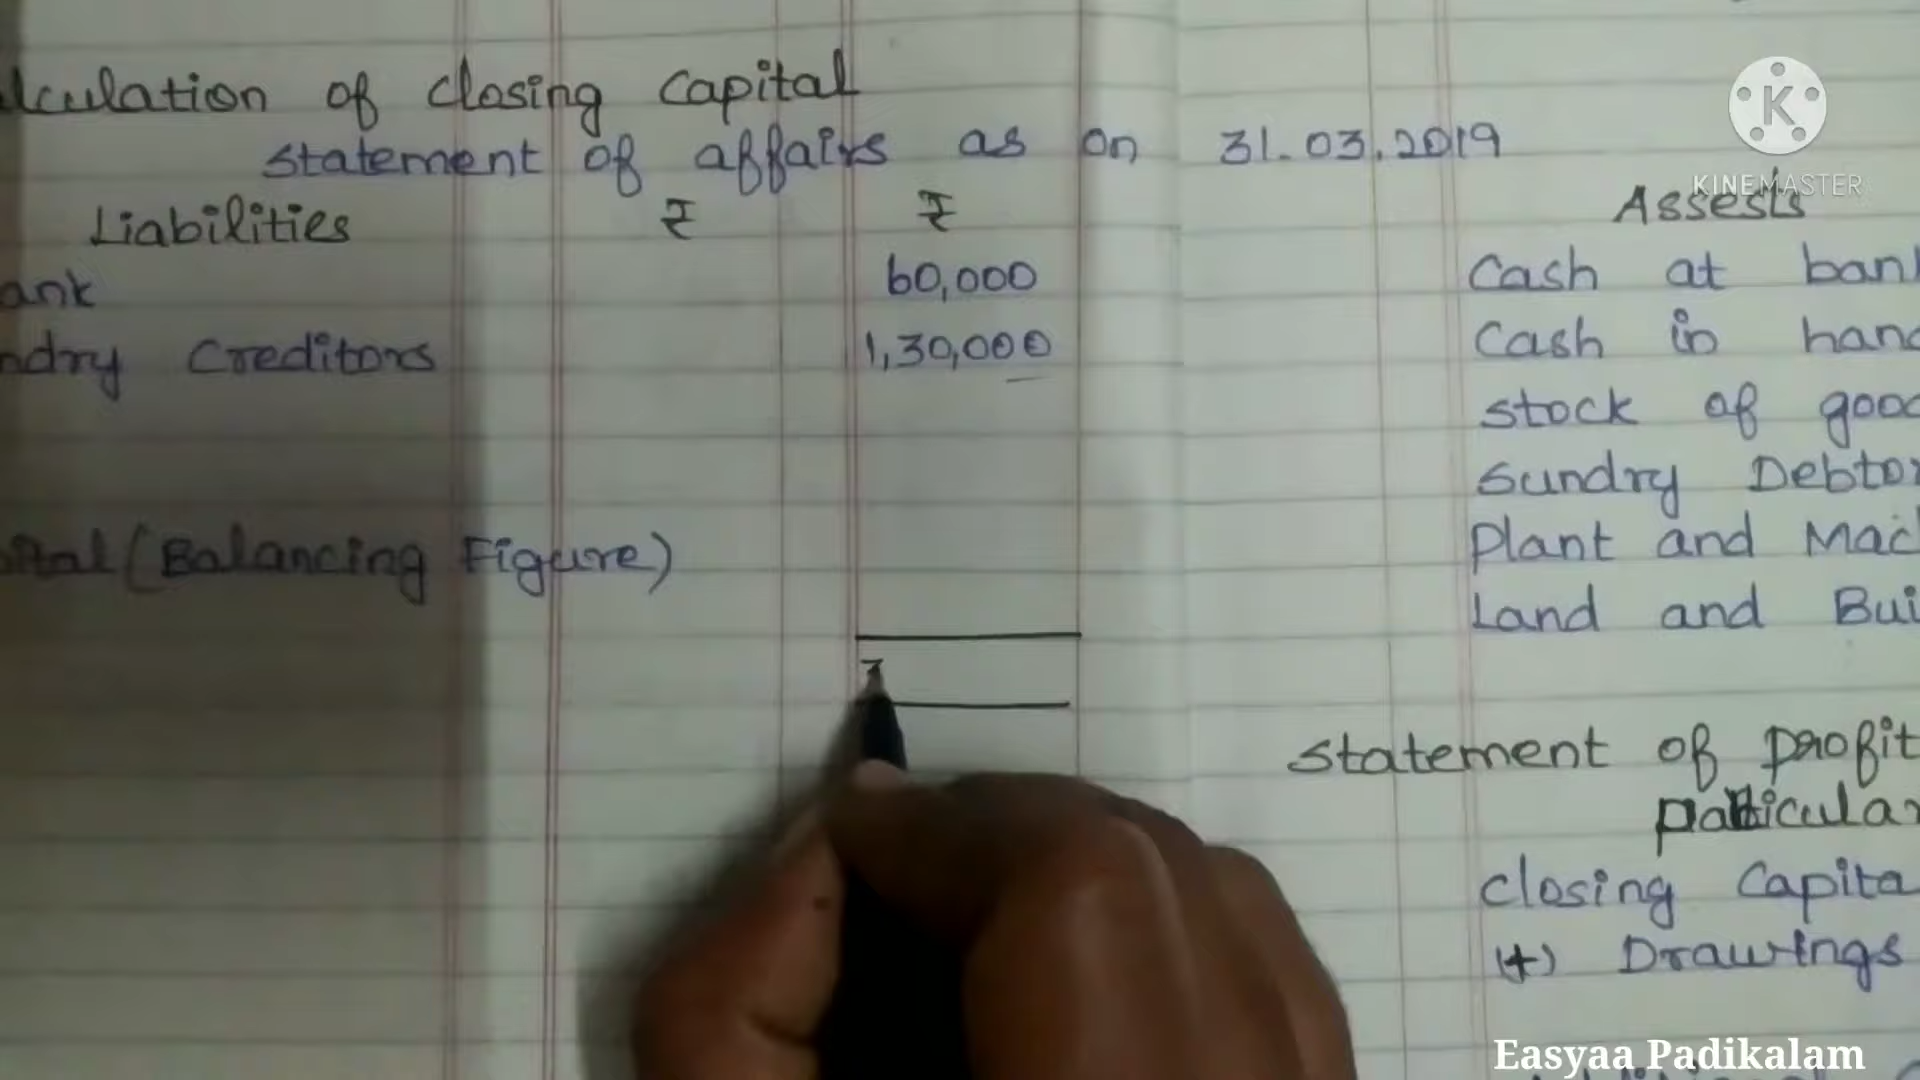 lculation of closing capital
statement of affairs as on 31.03.2019
Liabilities ₹ ₹ Assests
ank 60,000 Cash at ban
ndry Creditors 1,30,000 Cash in han
stock of goo
sundry Debto
Plant and Mac
ital (Balancing Figure)
Land and Bui
statement of profit
particular
closing Capita
(+) Drawings
KINEMASTER
Easyaa Padikalam